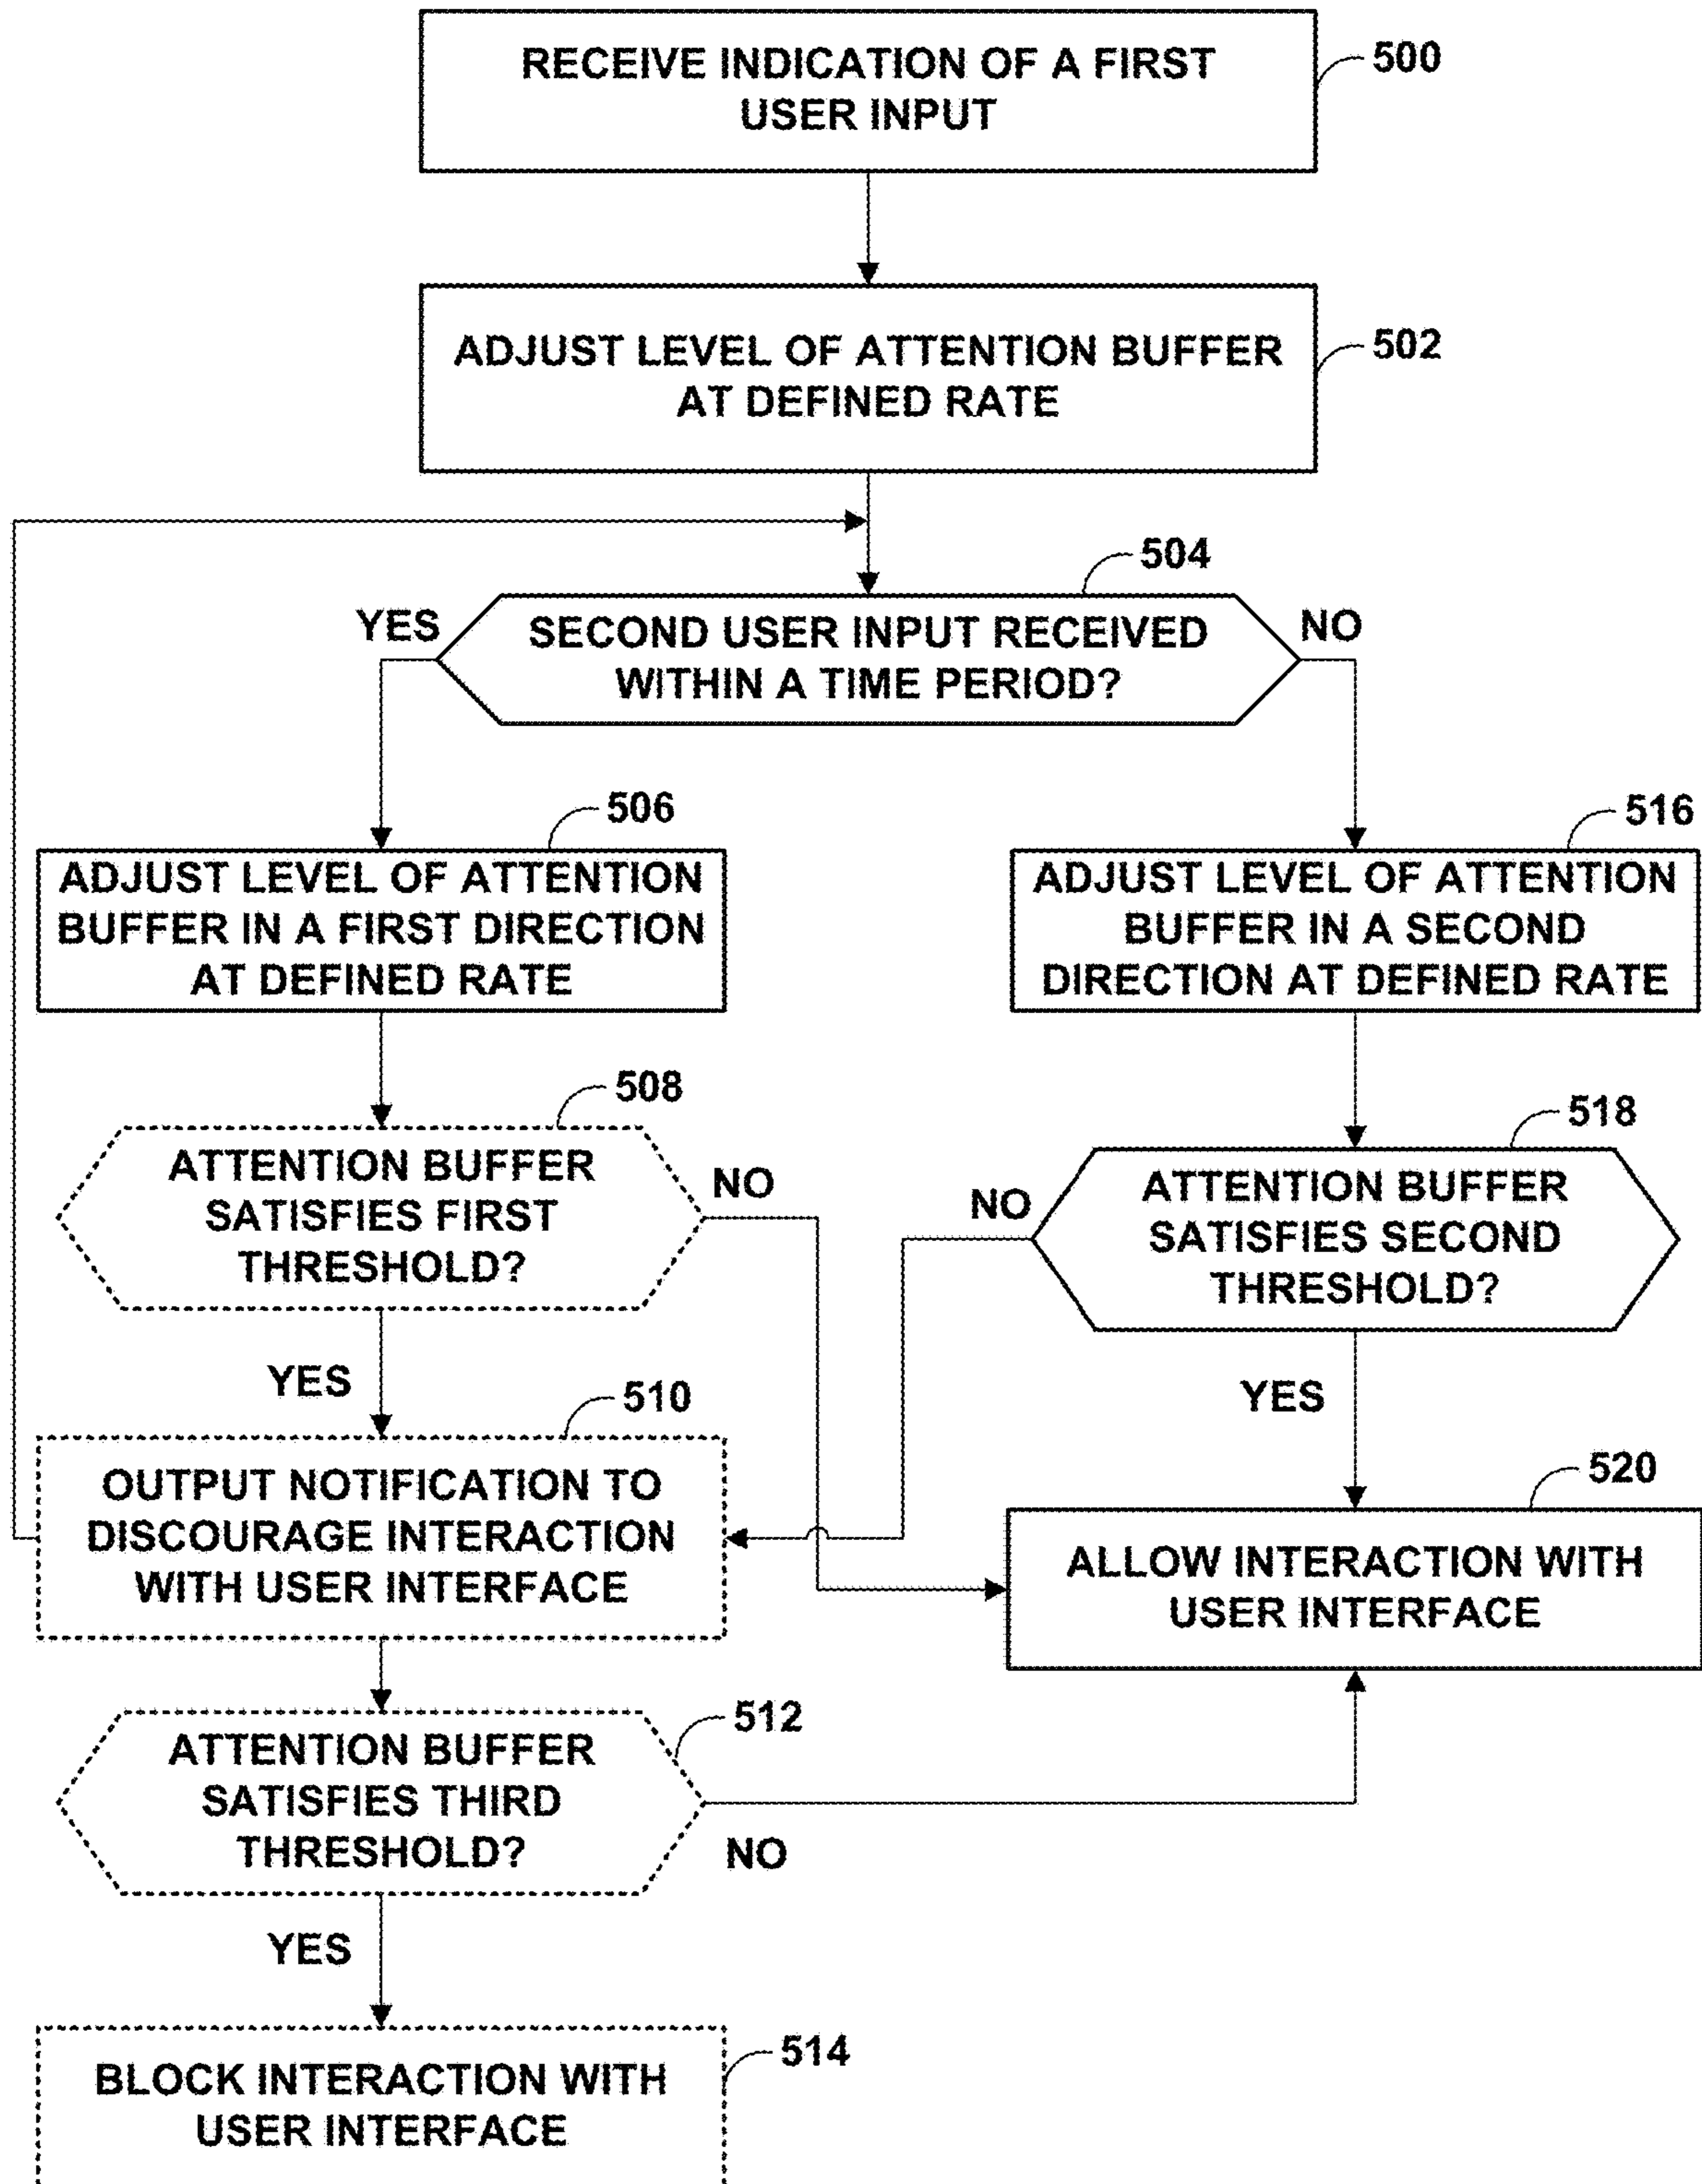 RECEIVE INDICATION OF A FIRST
USER INPUT
500
ADJUST LEVEL OF ATTENTION BUFFER
AT DEFINED RATE
502
504
YES
SECOND USER INPUT RECEIVED
WITHIN A TIME PERIOD?
NO
506
ADJUST LEVEL OF ATTENTION
BUFFER IN A FIRST DIRECTION
AT DEFINED RATE
516
ADJUST LEVEL OF ATTENTION
BUFFER IN A SECOND
DIRECTION AT DEFINED RATE
508
ATTENTION BUFFER
SATISFIES FIRST
THRESHOLD?
NO
YES
518
ATTENTION BUFFER
SATISFIES SECOND
THRESHOLD?
NO
YES
510
OUTPUT NOTIFICATION TO
DISCOURAGE INTERACTION
WITH USER INTERFACE
520
ALLOW INTERACTION WITH
USER INTERFACE
512
ATTENTION BUFFER
SATISFIES THIRD
THRESHOLD?
NO
YES
514
BLOCK INTERACTION WITH
USER INTERFACE